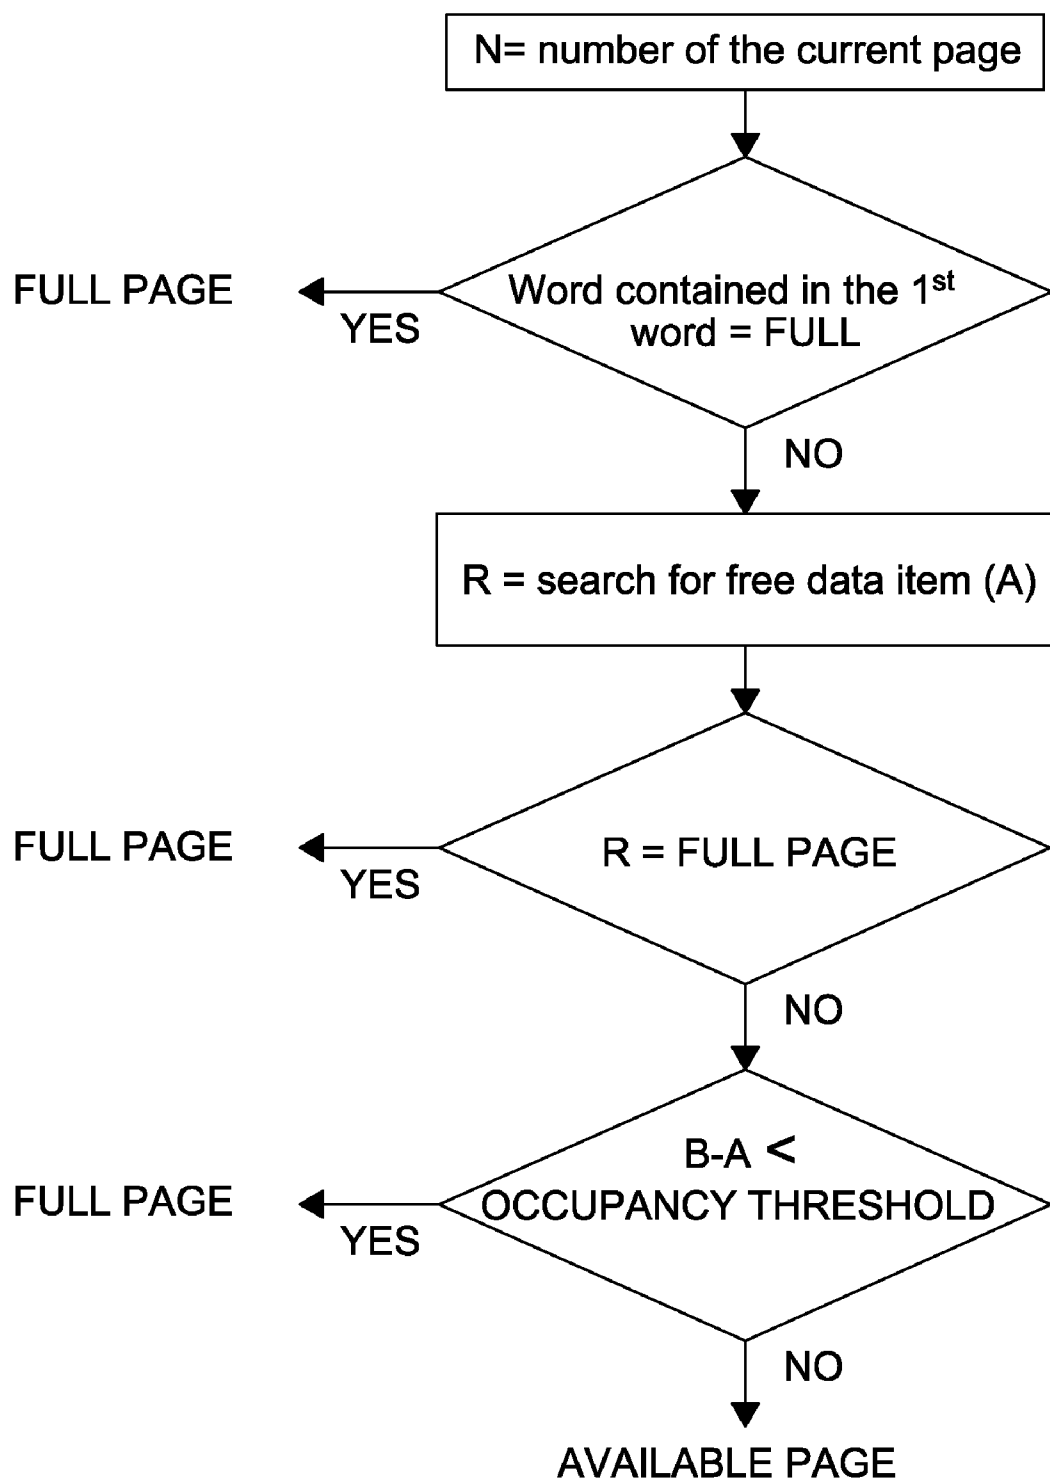 N= number of the current page
FULL PAGE
YES
Word contained in the 1st
word = FULL
NO
R = search for free data item (A)
FULL PAGE
YES
R = FULL PAGE
NO
FULL PAGE
YES
B-A <
OCCUPANCY THRESHOLD
NO
AVAILABLE PAGE